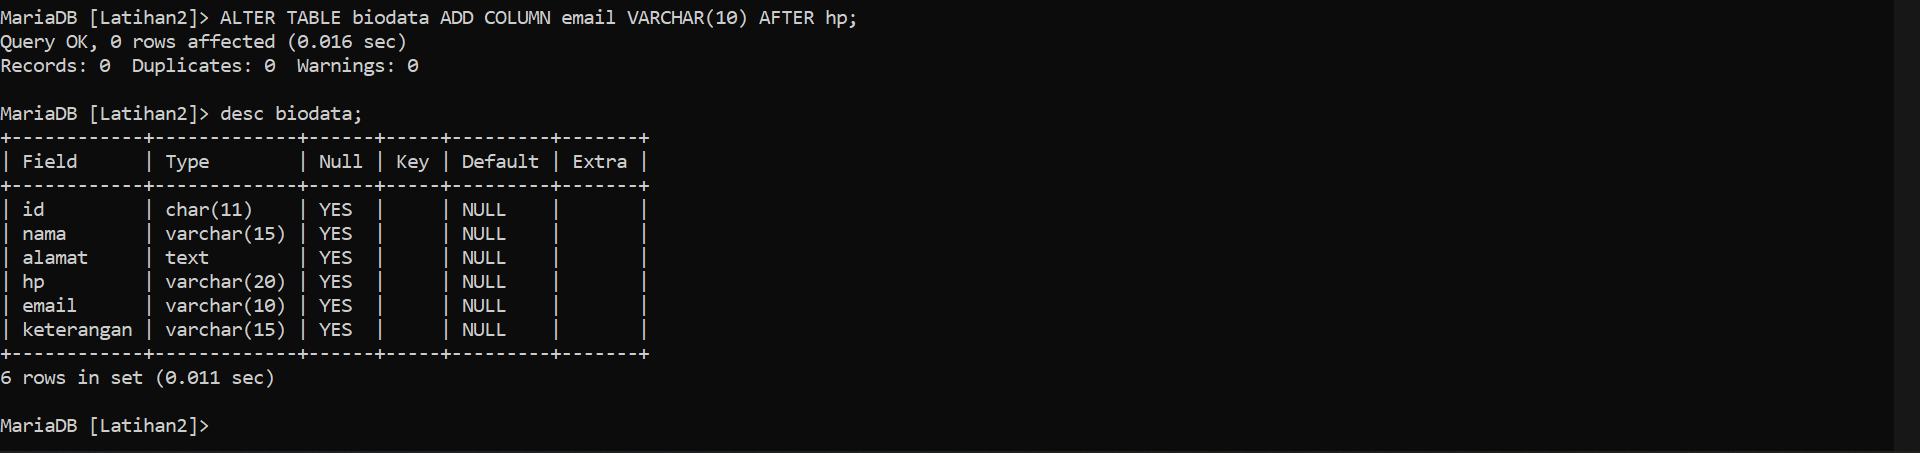 MariaDB [Latihan2]> ALTER TABLE biodata ADD COLUMN email VARCHAR(10) AFTER hp;
Query OK, 0 rows affected (0.016 sec)
Records: 0  Duplicates: 0  Warnings: 0

MariaDB [Latihan2]> desc biodata;
+------------+-------------+------+-----+---------+-------+
| Field      | Type        | Null | Key | Default | Extra |
+------------+-------------+------+-----+---------+-------+
| id         | char(11)    | YES  |     | NULL    |       |
| nama       | varchar(15) | YES  |     | NULL    |       |
| alamat     | text        | YES  |     | NULL    |       |
| hp         | varchar(20) | YES  |     | NULL    |       |
| email      | varchar(10) | YES  |     | NULL    |       |
| keterangan | varchar(15) | YES  |     | NULL    |       |
+------------+-------------+------+-----+---------+-------+
6 rows in set (0.011 sec)

MariaDB [Latihan2]>